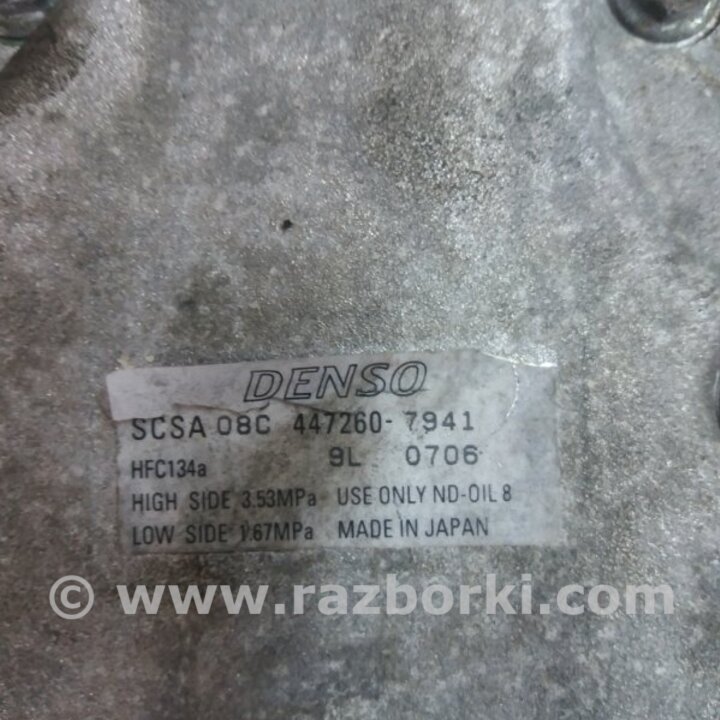 DENSO
SCSA 08C 447260-7941
HFC134a 9L 0706
HIGH SIDE 3.53MPa USE ONLY ND-OIL 8
LOW SIDE 1.67MPa MADE IN JAPAN
© www.razborki.com